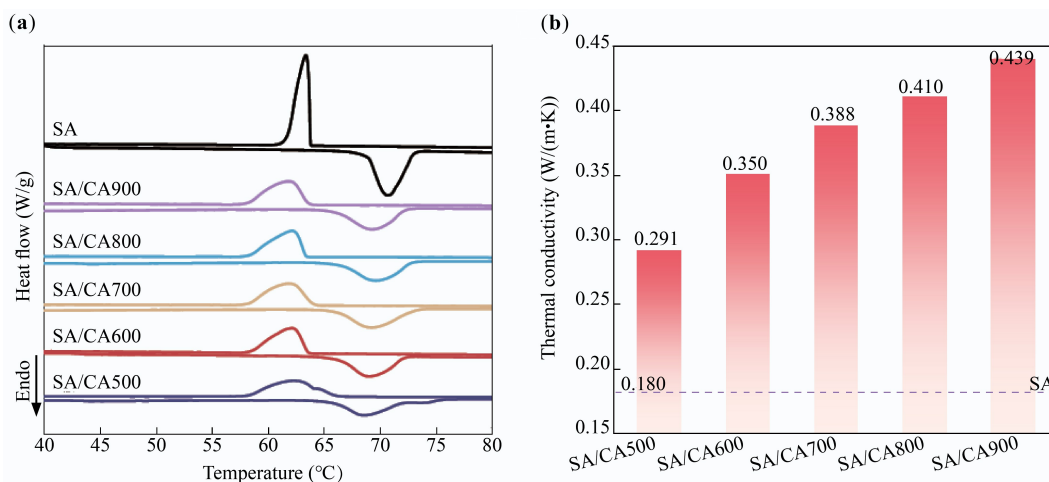 (a)
SA
SA/CA900
SA/CA800
SA/CA700
SA/CA600
SA/CA500
Heat flow (W/g)
Endo
40 45 50 55 60 65 70 75 80
Temperature (℃)
(b)
0.45
0.40
0.35
0.30
0.25
0.20
0.15
Thermal conductivity (W/(m•K))
0.291
0.350
0.388
0.410
0.439
0.180
SA
SA/CA500
SA/CA600
SA/CA700
SA/CA800
SA/CA900